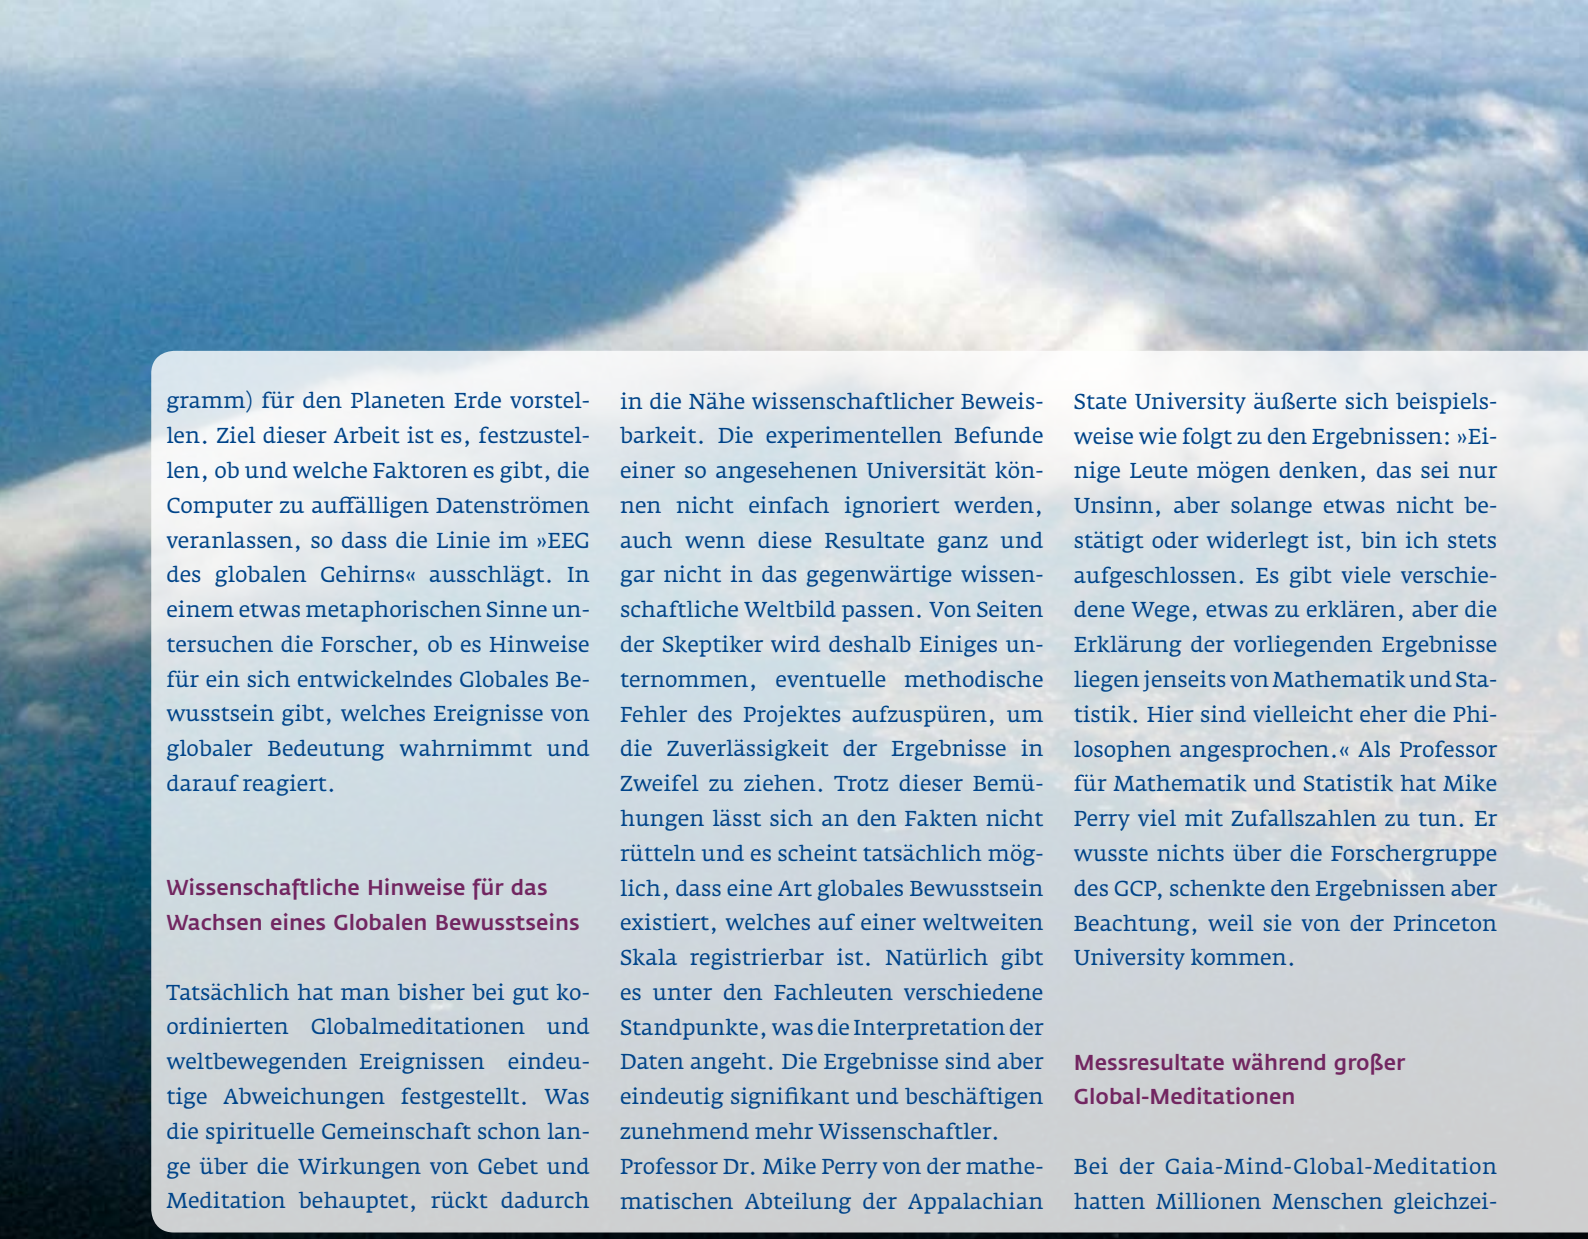 gramm) für den Planeten Erde vorstel-
len. Ziel dieser Arbeit ist es, festzustel-
len, ob und welche Faktoren es gibt, die
Computer zu auffälligen Datenströmen
veranlassen, so dass die Linie im »EEG
des globalen Gehirns« ausschlägt. In
einem etwas metaphorischen Sinne un-
tersuchen die Forscher, ob es Hinweise
für ein sich entwickelndes Globales Be-
wusstsein gibt, welches Ereignisse von
globaler Bedeutung wahrnimmt und
darauf reagiert.
Wissenschaftliche Hinweise für das
Wachsen eines Globalen Bewusstseins
Tatsächlich hat man bisher bei gut ko-
ordinierten Globalmeditationen und
weltbewegenden Ereignissen eindeu-
tige Abweichungen festgestellt. Was
die spirituelle Gemeinschaft schon lan-
ge über die Wirkungen von Gebet und
Meditation behauptet, rückt dadurch
in die Nähe wissenschaftlicher Beweis-
barkeit. Die experimentellen Befunde
einer so angesehenen Universität kön-
nen nicht einfach ignoriert werden,
auch wenn diese Resultate ganz und
gar nicht in das gegenwärtige wissen-
schaftliche Weltbild passen. Von Seiten
der Skeptiker wird deshalb Einiges un-
ternommen, eventuelle methodische
Fehler des Projektes aufzuspüren, um
die Zuverlässigkeit der Ergebnisse in
Zweifel zu ziehen. Trotz dieser Bemü-
hungen lässt sich an den Fakten nicht
rütteln und es scheint tatsächlich mög-
lich, dass eine Art globales Bewusstsein
existiert, welches auf einer weltweiten
Skala registrierbar ist. Natürlich gibt
es unter den Fachleuten verschiedene
Standpunkte, was die Interpretation der
Daten angeht. Die Ergebnisse sind aber
eindeutig signifikant und beschäftigen
zunehmend mehr Wissenschaftler.
Professor Dr. Mike Perry von der mathe-
matischen Abteilung der Appalachian
State University äußerte sich beispiels-
weise wie folgt zu den Ergebnissen: »Ei-
nige Leute mögen denken, das sei nur
Unsinn, aber solange etwas nicht be-
stätigt oder widerlegt ist, bin ich stets
aufgeschlossen. Es gibt viele verschie-
dene Wege, etwas zu erklären, aber die
Erklärung der vorliegenden Ergebnisse
liegen jenseits von Mathematik und Sta-
tistik. Hier sind vielleicht eher die Phi-
losophen angesprochen.« Als Professor
für Mathematik und Statistik hat Mike
Perry viel mit Zufallszahlen zu tun. Er
wusste nichts über die Forschergruppe
des GCP, schenkte den Ergebnissen aber
Beachtung, weil sie von der Princeton
University kommen.
Messresultate während großer
Global-Meditationen
Bei der Gaia-Mind-Global-Meditation
hatten Millionen Menschen gleichzei-